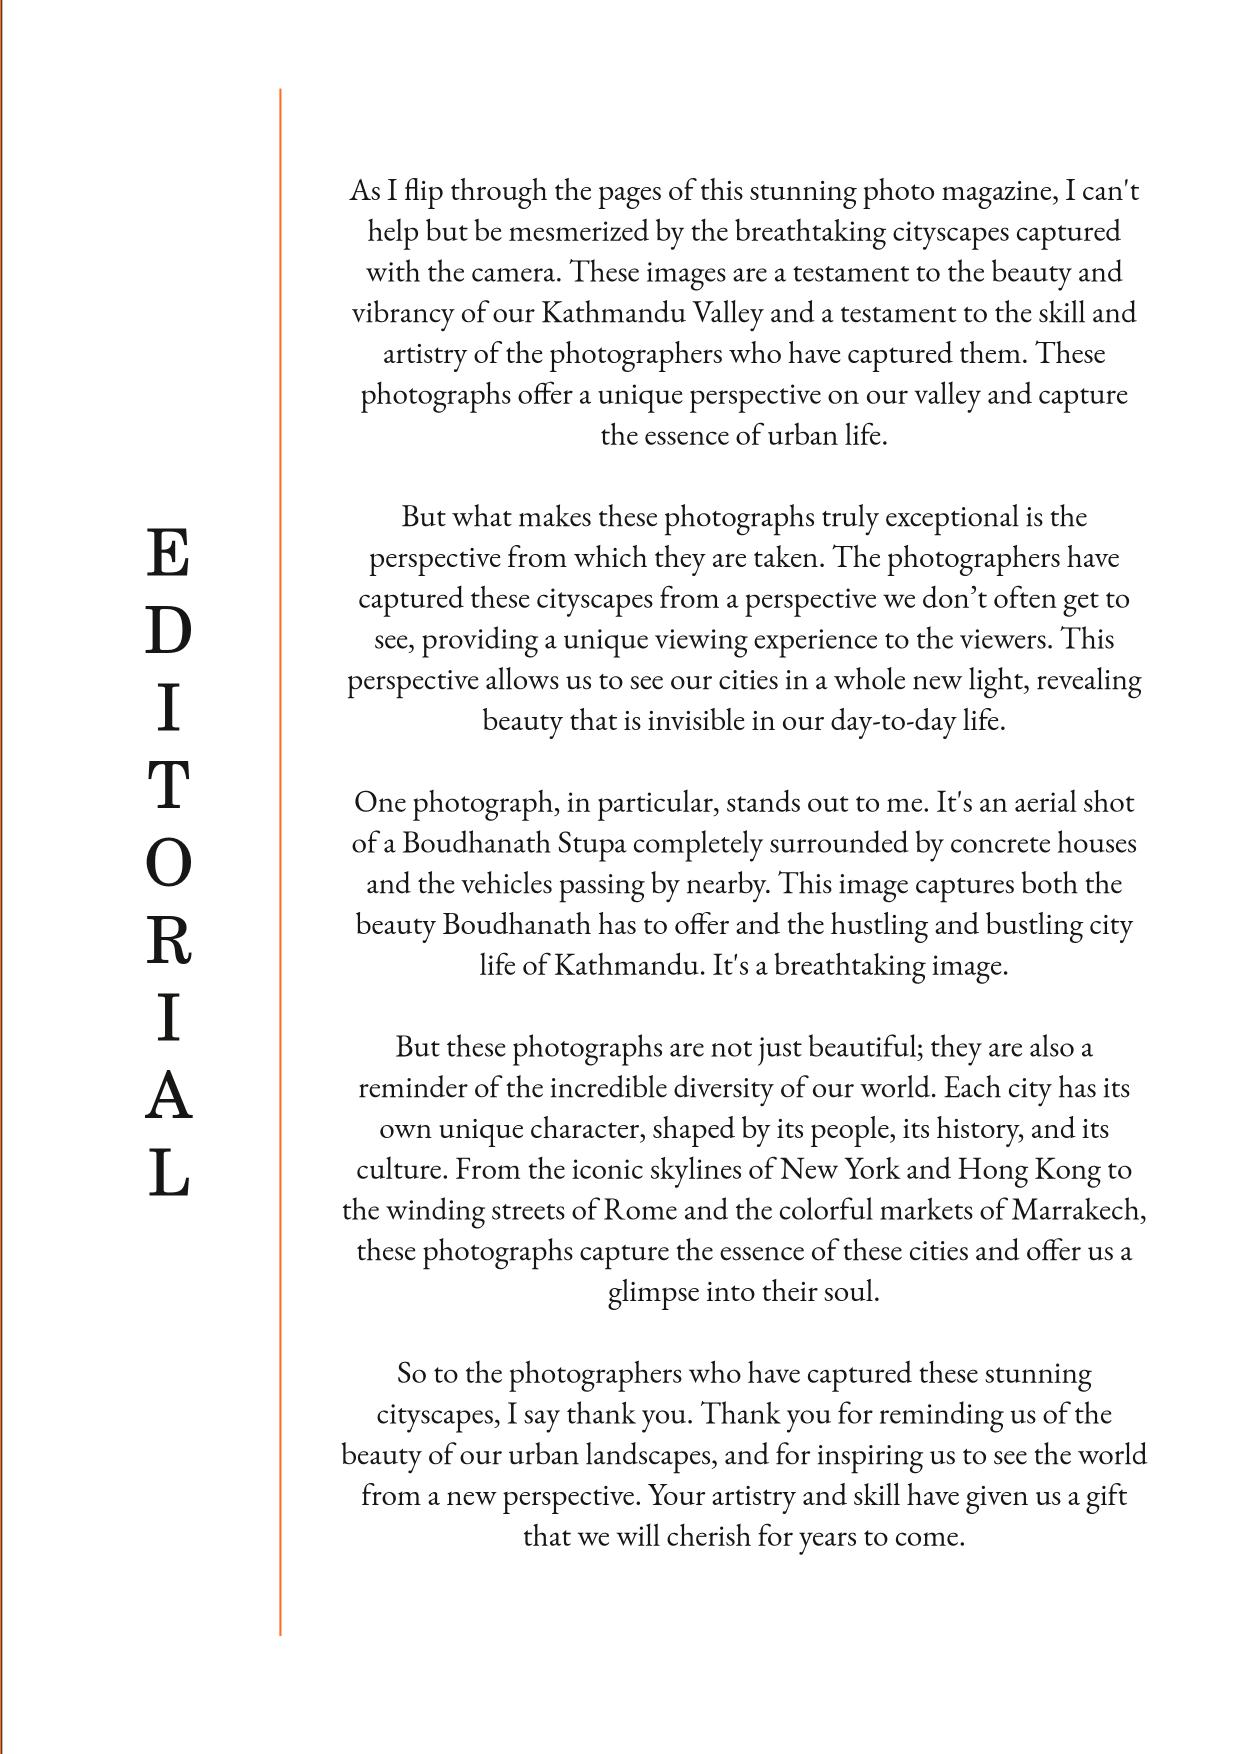 EDITORIAL
As I flip through the pages of this stunning photo magazine, I can't
help but be mesmerized by the breathtaking cityscapes captured
with the camera. These images are a testament to the beauty and
vibrancy of our Kathmandu Valley and a testament to the skill and
artistry of the photographers who have captured them. These
photographs offer a unique perspective on our valley and capture
the essence of urban life.
But what makes these photographs truly exceptional is the
perspective from which they are taken. The photographers have
captured these cityscapes from a perspective we don’t often get to
see, providing a unique viewing experience to the viewers. This
perspective allows us to see our cities in a whole new light, revealing
beauty that is invisible in our day-to-day life.
One photograph, in particular, stands out to me. It's an aerial shot
of a Boudhanath Stupa completely surrounded by concrete houses
and the vehicles passing by nearby. This image captures both the
beauty Boudhanath has to offer and the hustling and bustling city
life of Kathmandu. It's a breathtaking image.
But these photographs are not just beautiful; they are also a
reminder of the incredible diversity of our world. Each city has its
own unique character, shaped by its people, its history, and its
culture. From the iconic skylines of New York and Hong Kong to
the winding streets of Rome and the colorful markets of Marrakech,
these photographs capture the essence of these cities and offer us a
glimpse into their soul.
So to the photographers who have captured these stunning
cityscapes, I say thank you. Thank you for reminding us of the
beauty of our urban landscapes, and for inspiring us to see the world
from a new perspective. Your artistry and skill have given us a gift
that we will cherish for years to come.